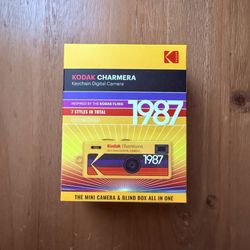 KODAK CHARMERA
Keychain Digital Camera
INSPIRED BY THE KODAK FLING
7 STYLES IN TOTAL
1987
Kodak Charmera
1987
THE MINI CAMERA & BLIND BOX ALL IN ONE